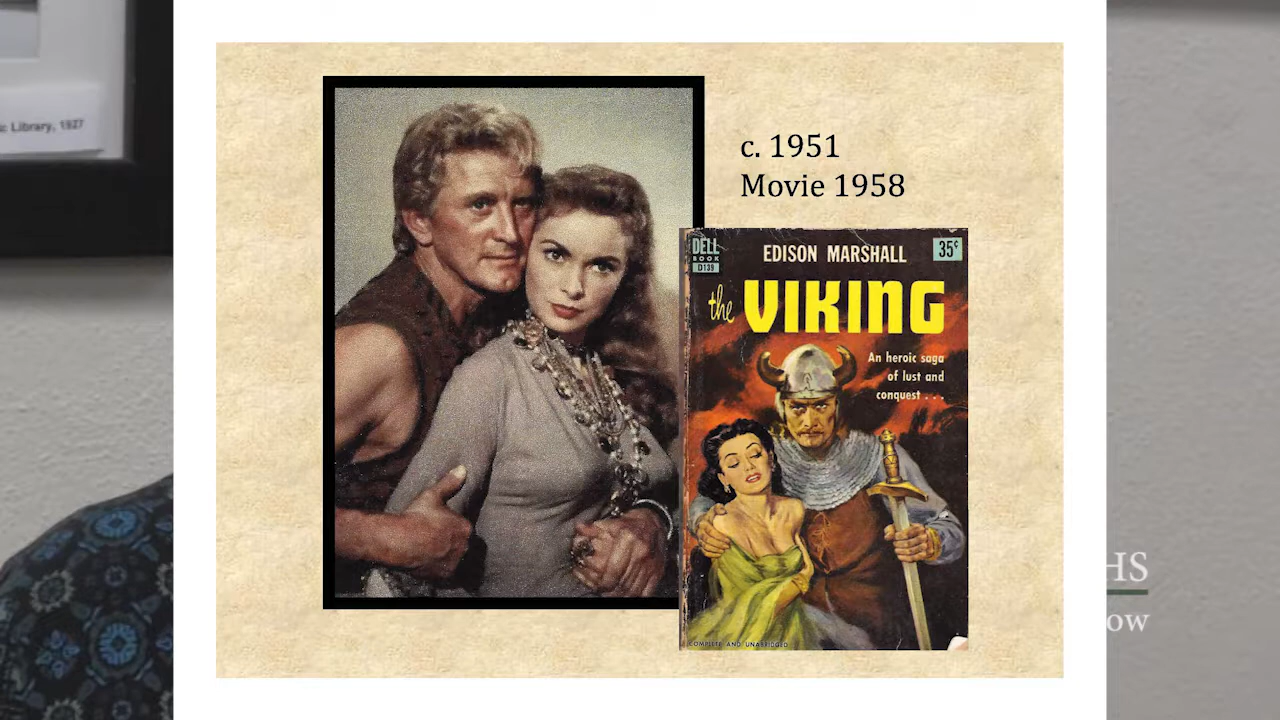 c Library, 1927
c. 1951
Movie 1958
DELL
BOOK
D139
EDISON MARSHALL
35¢
the VIKING
An heroic saga
of lust and
conquest . . .
COMPLETE AND UNABRIDGED
HS
ow